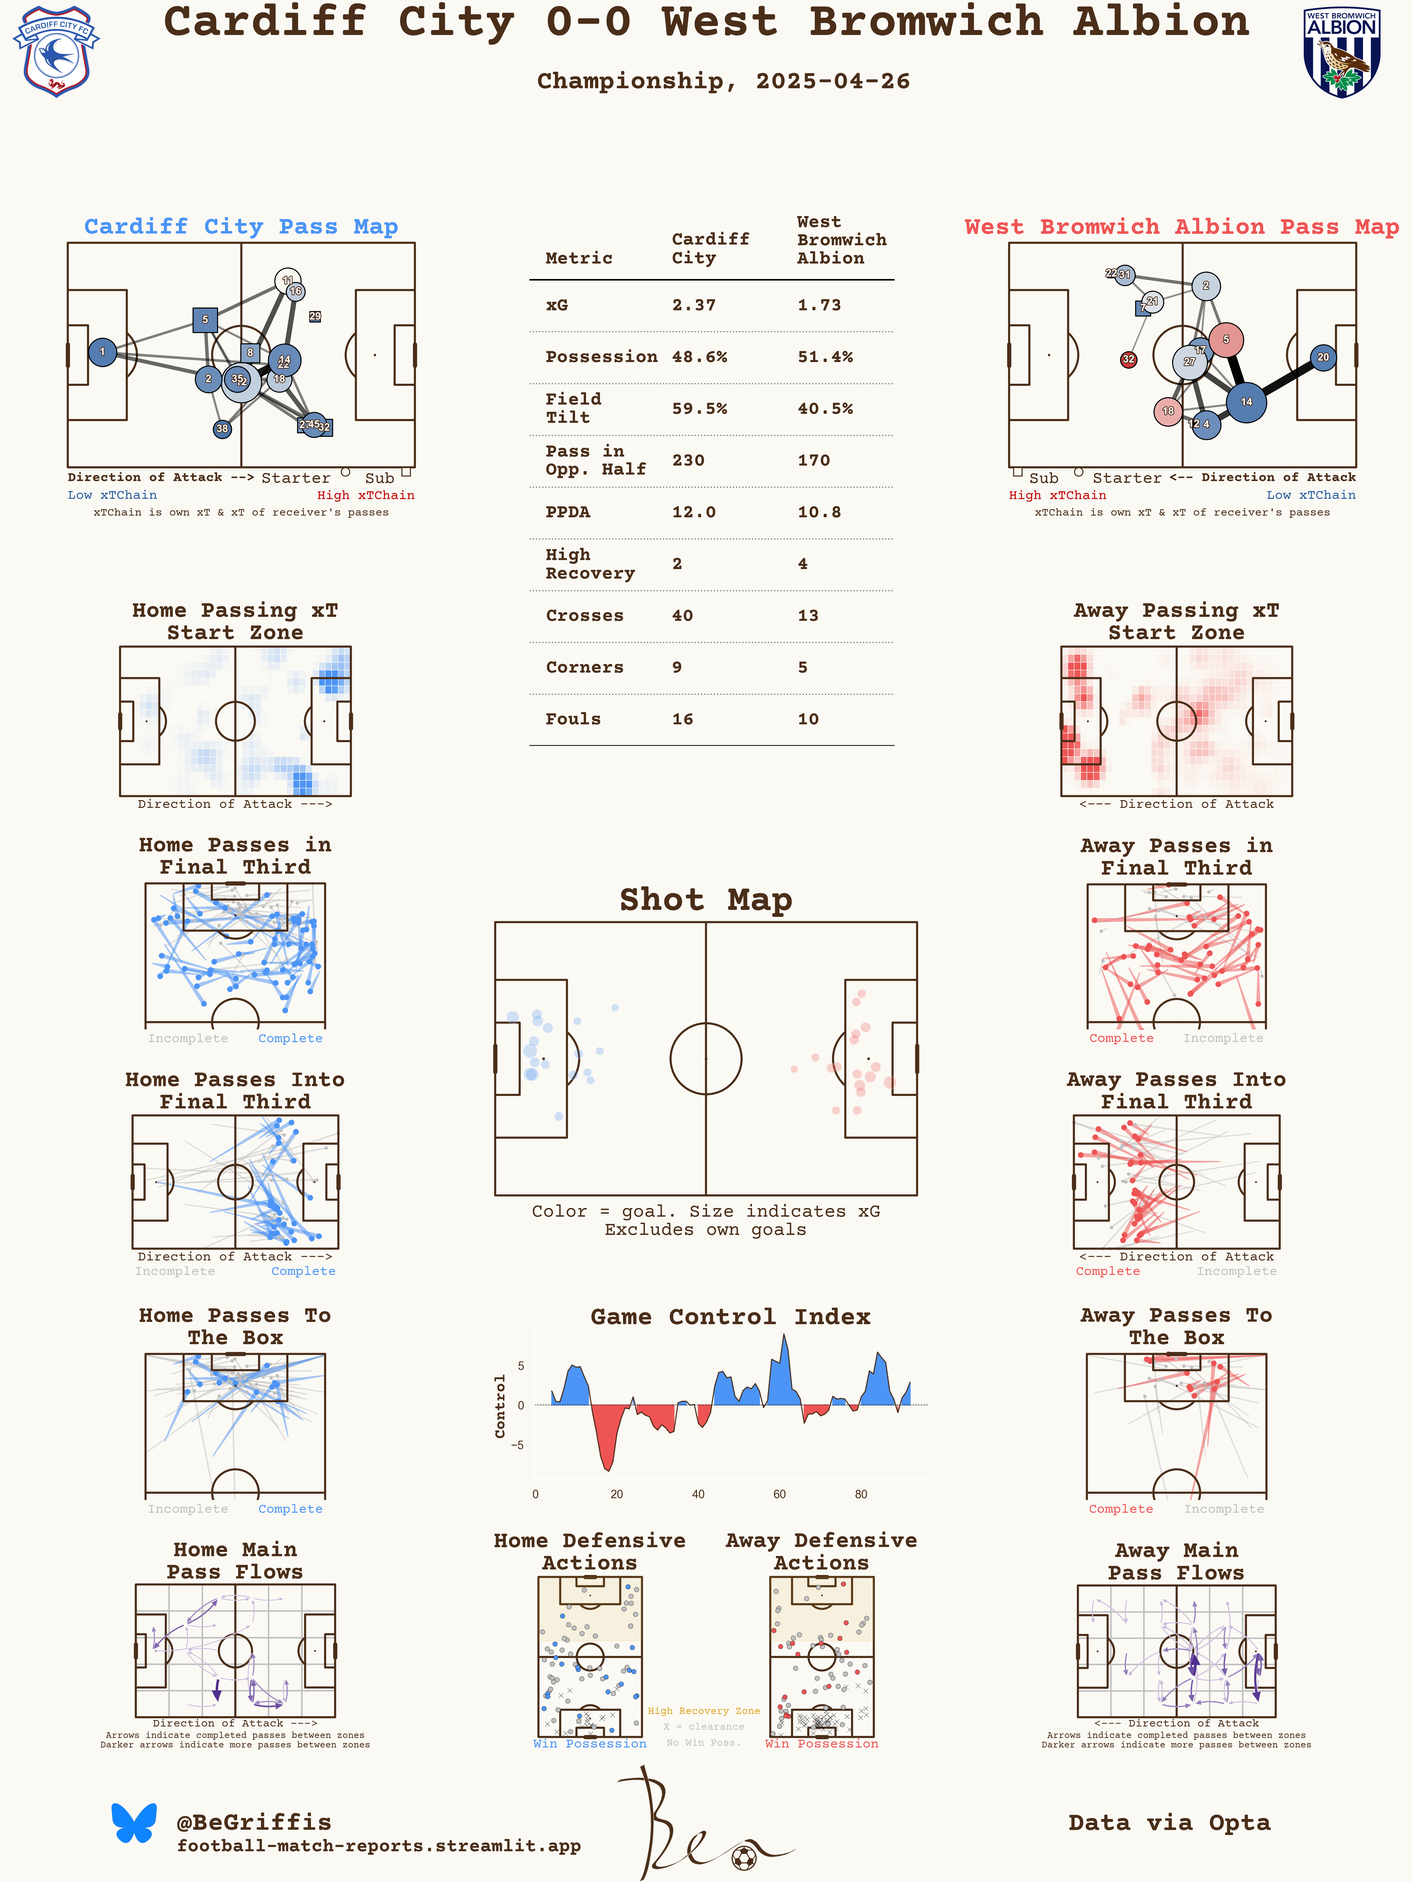 Cardiff City 0-0 West Bromwich Albion
Championship, 2025-04-26
CARDIFF CITY FC
WEST BROMWICH
ALBION
Cardiff City Pass Map
11
16
29
5
8
1
14
22
2
35
2
18
38
27
45
32
Direction of Attack --> Starter Sub
Low xTChain High xTChain
xTChain is own xT & xT of receiver's passes
Metric Cardiff City West Bromwich Albion
xG 2.37 1.73
Possession 48.6% 51.4%
Field Tilt 59.5% 40.5%
Pass in Opp. Half 230 170
PPDA 12.0 10.8
High Recovery 2 4
Crosses 40 13
Corners 9 5
Fouls 16 10
West Bromwich Albion Pass Map
22
31
2
21
7
5
17
32
27
20
14
18
12
4
Sub Starter <-- Direction of Attack
High xTChain Low xTChain
xTChain is own xT & xT of receiver's passes
Home Passing xT
Start Zone
Direction of Attack --->
Away Passing xT
Start Zone
<--- Direction of Attack
Home Passes in
Final Third
Incomplete Complete
Away Passes in
Final Third
Complete Incomplete
Shot Map
Color = goal. Size indicates xG
Excludes own goals
Home Passes Into
Final Third
Direction of Attack --->
Incomplete Complete
Away Passes Into
Final Third
<--- Direction of Attack
Complete Incomplete
Home Passes To
The Box
Incomplete Complete
Game Control Index
Control
5
0
−5
0 20 40 60 80
Away Passes To
The Box
Complete Incomplete
Home Main
Pass Flows
Direction of Attack --->
Arrows indicate completed passes between zones
Darker arrows indicate more passes between zones
Home Defensive
Actions
Win Possession
High Recovery Zone
X = clearance
No Win Poss.
Away Defensive
Actions
Win Possession
Away Main
Pass Flows
<--- Direction of Attack
Arrows indicate completed passes between zones
Darker arrows indicate more passes between zones
@BeGriffis
football-match-reports.streamlit.app
Ben
Data via Opta